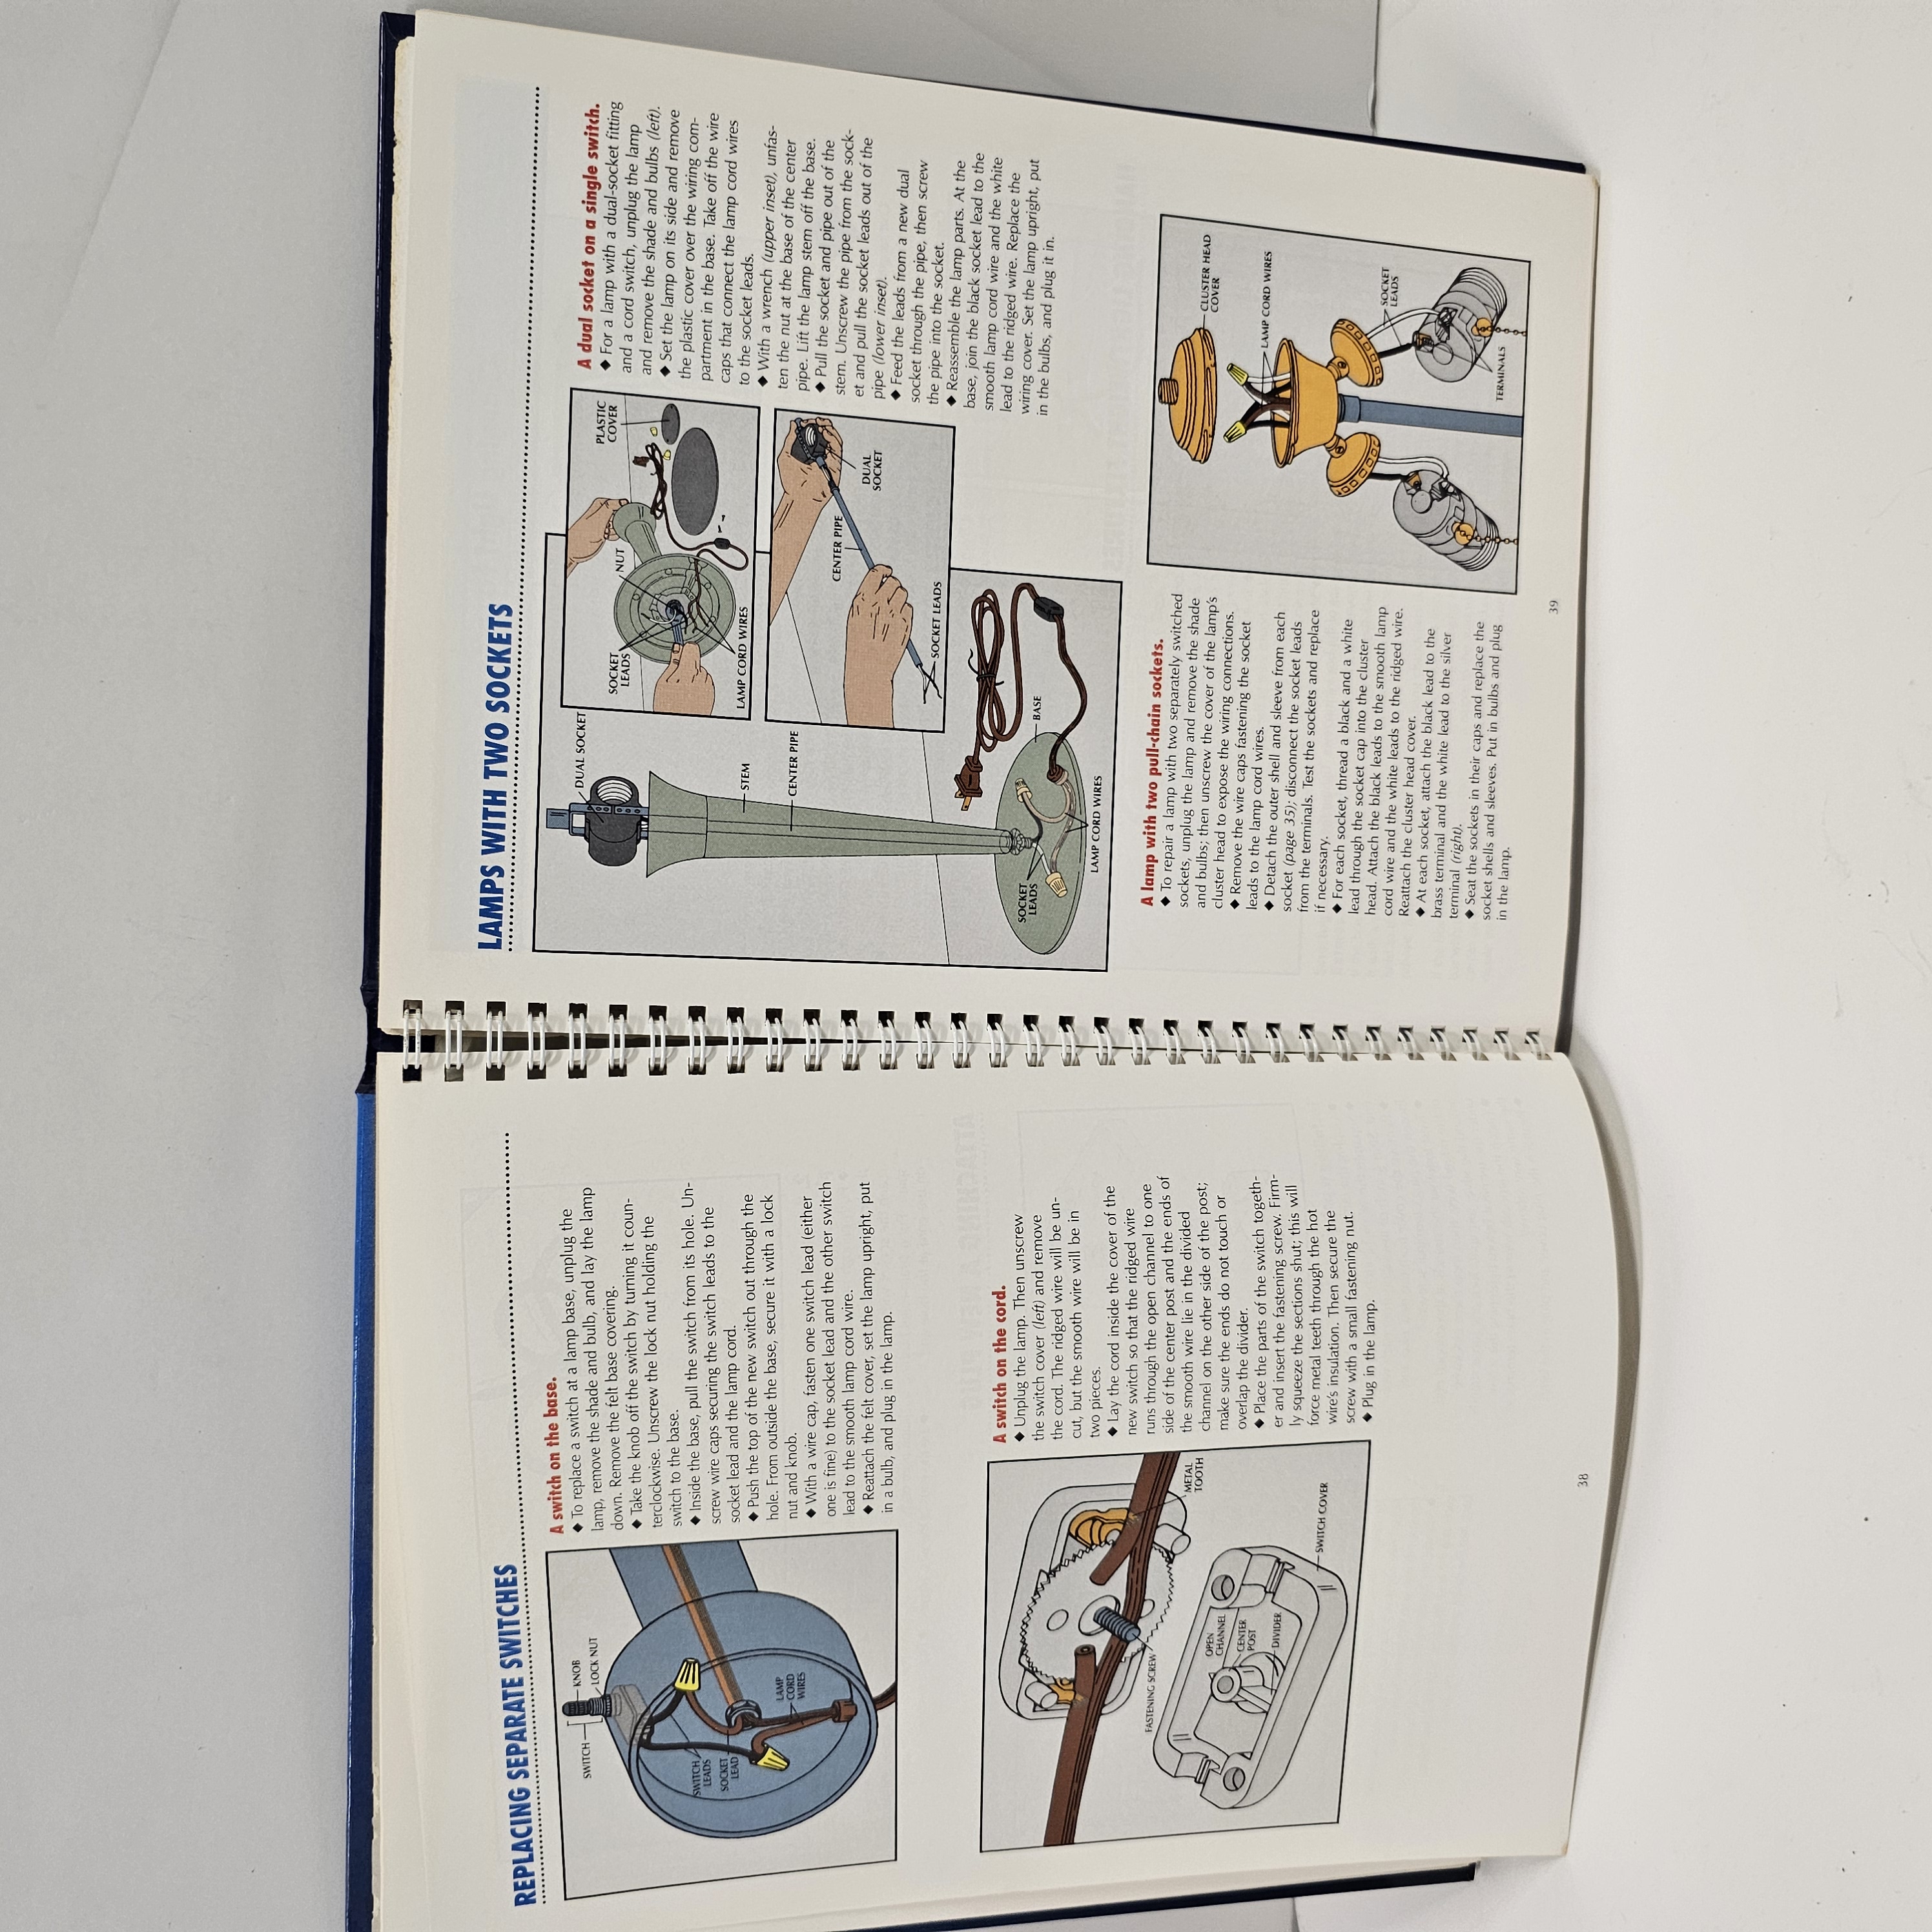 REPLACING SEPARATE SWITCHES
SWITCH
KNOB
LOCK NUT
SWITCH
LEADS
SOCKET
LEAD
LAMP
CORD
WIRES
A switch on the base.
◆ To replace a switch at a lamp base, unplug the
lamp, remove the shade and bulb, and lay the lamp
down. Remove the felt base covering.
◆ Take the knob off the switch by turning it coun-
terclockwise. Unscrew the lock nut holding the
switch to the base.
◆ Inside the base, pull the switch from its hole. Un-
screw wire caps securing the switch leads to the
socket lead and the lamp cord.
◆ Push the top of the new switch out through the
hole. From outside the base, secure it with a lock
nut and knob.
◆ With a wire cap, fasten one switch lead (either
one is fine) to the socket lead and the other switch
lead to the smooth lamp cord wire.
◆ Reattach the felt cover, set the lamp upright, put
in a bulb, and plug in the lamp.
FASTENING SCREW
METAL
TOOTH
OPEN
CHANNEL
CENTER
POST
DIVIDER
SWITCH COVER
A switch on the cord.
◆ Unplug the lamp. Then unscrew
the switch cover (left) and remove
the cord. The ridged wire will be un-
cut, but the smooth wire will be in
two pieces.
◆ Lay the cord inside the cover of the
new switch so that the ridged wire
runs through the open channel to one
side of the center post and the ends of
the smooth wire lie in the divided
channel on the other side of the post;
make sure the ends do not touch or
overlap the divider.
◆ Place the parts of the switch togeth-
er and insert the fastening screw. Firm-
ly squeeze the sections shut; this will
force metal teeth through the hot
wire's insulation. Then secure the
screw with a small fastening nut.
◆ Plug in the lamp.
38
LAMPS WITH TWO SOCKETS
DUAL SOCKET
STEM
CENTER PIPE
SOCKET
LEADS
BASE
LAMP CORD WIRES
SOCKET
LEADS
NUT
PLASTIC
COVER
LAMP CORD WIRES
CENTER PIPE
DUAL
SOCKET
SOCKET LEADS
A dual socket on a single switch.
◆ For a lamp with a dual-socket fitting
and a cord switch, unplug the lamp
and remove the shade and bulbs (left).
◆ Set the lamp on its side and remove
the plastic cover over the wiring com-
partment in the base. Take off the wire
caps that connect the lamp cord wires
to the socket leads.
◆ With a wrench (upper inset), unfas-
ten the nut at the base of the center
pipe. Lift the lamp stem off the base.
◆ Pull the socket and pipe out of the
stem. Unscrew the pipe from the sock-
et and pull the socket leads out of the
pipe (lower inset).
◆ Feed the leads from a new dual
socket through the pipe, then screw
the pipe into the socket.
◆ Reassemble the lamp parts. At the
base, join the black socket lead to the
smooth lamp cord wire and the white
lead to the ridged wire. Replace the
wiring cover. Set the lamp upright, put
in the bulbs, and plug it in.
A lamp with two pull-chain sockets.
◆ To repair a lamp with two separately switched
sockets, unplug the lamp and remove the shade
and bulbs; then unscrew the cover of the lamp's
cluster head to expose the wiring connections.
◆ Remove the wire caps fastening the socket
leads to the lamp cord wires.
◆ Detach the outer shell and sleeve from each
socket (page 35); disconnect the socket leads
from the terminals. Test the sockets and replace
if necessary.
◆ For each socket, thread a black and a white
lead through the socket cap into the cluster
head. Attach the black leads to the smooth lamp
cord wire and the white leads to the ridged wire.
Reattach the cluster head cover.
◆ At each socket, attach the black lead to the
brass terminal and the white lead to the silver
terminal (right).
◆ Seat the sockets in their caps and replace the
socket shells and sleeves. Put in bulbs and plug
in the lamp.
CLUSTER HEAD
COVER
LAMP CORD WIRES
SOCKET
LEADS
TERMINALS
39